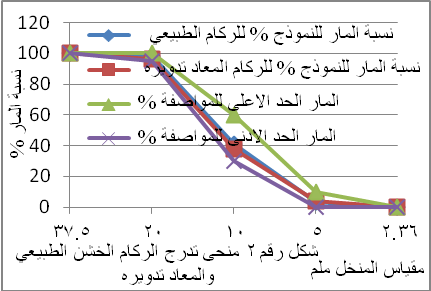 120
100
80
60
40
20
0
نسبة المار %
نسبة المار للنموذج % للركام الطبيعي
نسبة المار للنموذج % للركام المعاد تدويره
المار الحد الاعلى للمواصفة %
المار الحد الادنى للمواصفة %
٣٧.٥ ٢٠ ١٠ ٥ ٢.٣٦
مقياس المنخل ملم
شكل رقم ٢ منحى تدرج الركام الخشن الطبيعي
والمعاد تدويره